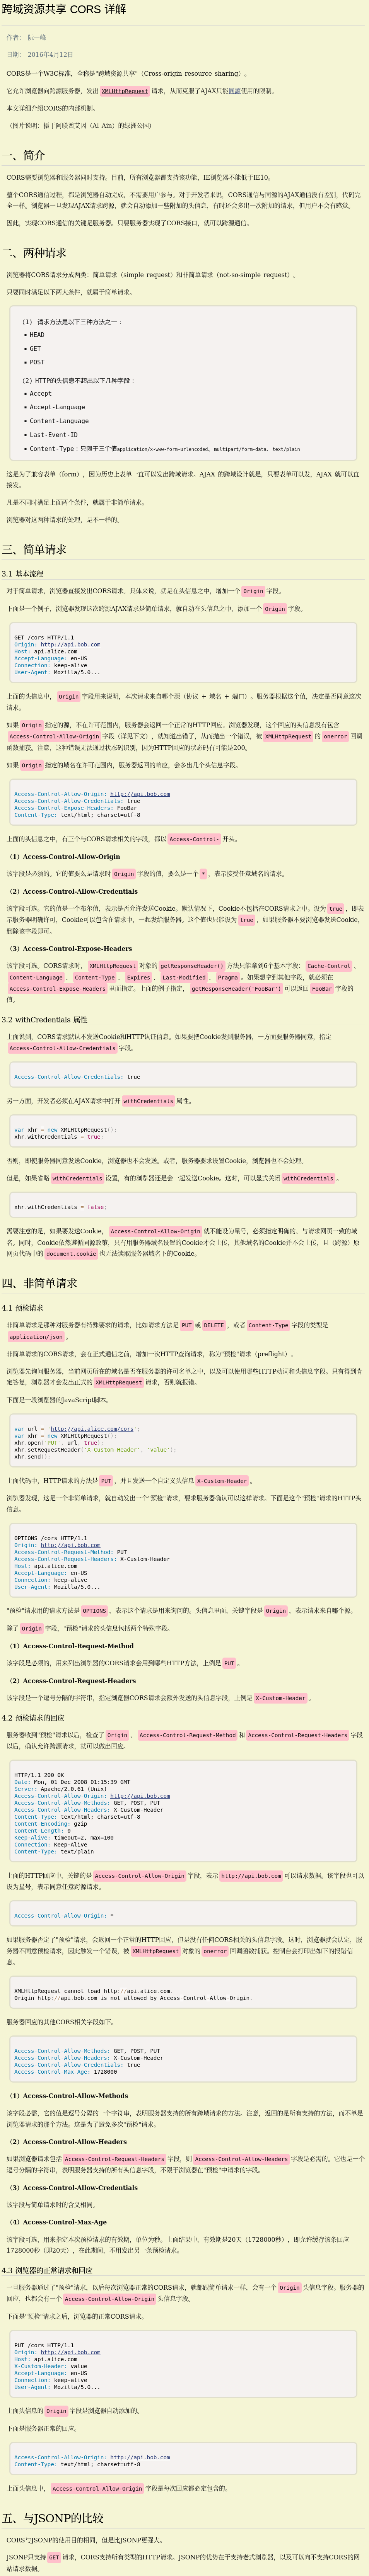 跨域资源共享 CORS 详解
作者： 阮一峰
日期： 2016年4月12日
CORS是一个W3C标准，全称是"跨域资源共享"（Cross-origin resource sharing）。
它允许浏览器向跨源服务器，发出 XMLHttpRequest 请求，从而克服了AJAX只能同源使用的限制。
本文详细介绍CORS的内部机制。
（图片说明：摄于阿联酋艾因（Al Ain）的绿洲公园）
一、简介
CORS需要浏览器和服务器同时支持。目前，所有浏览器都支持该功能，IE浏览器不能低于IE10。
整个CORS通信过程，都是浏览器自动完成，不需要用户参与。对于开发者来说，CORS通信与同源的AJAX通信没有差别，代码完
全一样。浏览器一旦发现AJAX请求跨源，就会自动添加一些附加的头信息，有时还会多出一次附加的请求，但用户不会有感觉。
因此，实现CORS通信的关键是服务器。只要服务器实现了CORS接口，就可以跨源通信。
二、两种请求
浏览器将CORS请求分成两类：简单请求（simple request）和非简单请求（not-so-simple request）。
只要同时满足以下两大条件，就属于简单请求。
（1） 请求方法是以下三种方法之一：
• HEAD
• GET
• POST
（2）HTTP的头信息不超出以下几种字段：
• Accept
• Accept-Language
• Content-Language
• Last-Event-ID
• Content-Type：只限于三个值application/x-www-form-urlencoded、multipart/form-data、text/plain
这是为了兼容表单（form），因为历史上表单一直可以发出跨域请求。AJAX 的跨域设计就是，只要表单可以发，AJAX 就可以直
接发。
凡是不同时满足上面两个条件，就属于非简单请求。
浏览器对这两种请求的处理，是不一样的。
三、简单请求
3.1 基本流程
对于简单请求，浏览器直接发出CORS请求。具体来说，就是在头信息之中，增加一个 Origin 字段。
下面是一个例子，浏览器发现这次跨源AJAX请求是简单请求，就自动在头信息之中，添加一个 Origin 字段。
GET /cors HTTP/1.1
Origin: http://api.bob.com
Host: api.alice.com
Accept-Language: en-US
Connection: keep-alive
User-Agent: Mozilla/5.0...
上面的头信息中， Origin 字段用来说明，本次请求来自哪个源（协议 + 域名 + 端口）。服务器根据这个值，决定是否同意这次
请求。
如果 Origin 指定的源，不在许可范围内，服务器会返回一个正常的HTTP回应。浏览器发现，这个回应的头信息没有包含
Access-Control-Allow-Origin 字段（详见下文），就知道出错了，从而抛出一个错误，被 XMLHttpRequest 的 onerror 回调
函数捕获。注意，这种错误无法通过状态码识别，因为HTTP回应的状态码有可能是200。
如果 Origin 指定的域名在许可范围内，服务器返回的响应，会多出几个头信息字段。
Access-Control-Allow-Origin: http://api.bob.com
Access-Control-Allow-Credentials: true
Access-Control-Expose-Headers: FooBar
Content-Type: text/html; charset=utf-8
上面的头信息之中，有三个与CORS请求相关的字段，都以 Access-Control- 开头。
（1）Access-Control-Allow-Origin
该字段是必须的。它的值要么是请求时 Origin 字段的值，要么是一个 * ，表示接受任意域名的请求。
（2）Access-Control-Allow-Credentials
该字段可选。它的值是一个布尔值，表示是否允许发送Cookie。默认情况下，Cookie不包括在CORS请求之中。设为 true ，即表
示服务器明确许可，Cookie可以包含在请求中，一起发给服务器。这个值也只能设为 true ，如果服务器不要浏览器发送Cookie，
删除该字段即可。
（3）Access-Control-Expose-Headers
该字段可选。CORS请求时， XMLHttpRequest 对象的 getResponseHeader() 方法只能拿到6个基本字段： Cache-Control 、
Content-Language 、 Content-Type 、 Expires 、 Last-Modified 、 Pragma 。如果想拿到其他字段，就必须在
Access-Control-Expose-Headers 里面指定。上面的例子指定， getResponseHeader('FooBar') 可以返回 FooBar 字段的
值。
3.2 withCredentials 属性
上面说到，CORS请求默认不发送Cookie和HTTP认证信息。如果要把Cookie发到服务器，一方面要服务器同意，指定
Access-Control-Allow-Credentials 字段。
Access-Control-Allow-Credentials: true
另一方面，开发者必须在AJAX请求中打开 withCredentials 属性。
var xhr = new XMLHttpRequest();
xhr.withCredentials = true;
否则，即使服务器同意发送Cookie，浏览器也不会发送。或者，服务器要求设置Cookie，浏览器也不会处理。
但是，如果省略 withCredentials 设置，有的浏览器还是会一起发送Cookie。这时，可以显式关闭 withCredentials 。
xhr.withCredentials = false;
需要注意的是，如果要发送Cookie， Access-Control-Allow-Origin 就不能设为星号，必须指定明确的、与请求网页一致的域
名。同时，Cookie依然遵循同源政策，只有用服务器域名设置的Cookie才会上传，其他域名的Cookie并不会上传，且（跨源）原
网页代码中的 document.cookie 也无法读取服务器域名下的Cookie。
四、非简单请求
4.1 预检请求
非简单请求是那种对服务器有特殊要求的请求，比如请求方法是 PUT 或 DELETE ，或者 Content-Type 字段的类型是
application/json 。
非简单请求的CORS请求，会在正式通信之前，增加一次HTTP查询请求，称为"预检"请求（preflight）。
浏览器先询问服务器，当前网页所在的域名是否在服务器的许可名单之中，以及可以使用哪些HTTP动词和头信息字段。只有得到肯
定答复，浏览器才会发出正式的 XMLHttpRequest 请求，否则就报错。
下面是一段浏览器的JavaScript脚本。
var url = 'http://api.alice.com/cors';
var xhr = new XMLHttpRequest();
xhr.open('PUT', url, true);
xhr.setRequestHeader('X-Custom-Header', 'value');
xhr.send();
上面代码中，HTTP请求的方法是 PUT ，并且发送一个自定义头信息 X-Custom-Header 。
浏览器发现，这是一个非简单请求，就自动发出一个"预检"请求，要求服务器确认可以这样请求。下面是这个"预检"请求的HTTP头
信息。
OPTIONS /cors HTTP/1.1
Origin: http://api.bob.com
Access-Control-Request-Method: PUT
Access-Control-Request-Headers: X-Custom-Header
Host: api.alice.com
Accept-Language: en-US
Connection: keep-alive
User-Agent: Mozilla/5.0...
"预检"请求用的请求方法是 OPTIONS ，表示这个请求是用来询问的。头信息里面，关键字段是 Origin ，表示请求来自哪个源。
除了 Origin 字段，"预检"请求的头信息包括两个特殊字段。
（1）Access-Control-Request-Method
该字段是必须的，用来列出浏览器的CORS请求会用到哪些HTTP方法，上例是 PUT 。
（2）Access-Control-Request-Headers
该字段是一个逗号分隔的字符串，指定浏览器CORS请求会额外发送的头信息字段，上例是 X-Custom-Header 。
4.2 预检请求的回应
服务器收到"预检"请求以后，检查了 Origin 、 Access-Control-Request-Method 和 Access-Control-Request-Headers 字段
以后，确认允许跨源请求，就可以做出回应。
HTTP/1.1 200 OK
Date: Mon, 01 Dec 2008 01:15:39 GMT
Server: Apache/2.0.61 (Unix)
Access-Control-Allow-Origin: http://api.bob.com
Access-Control-Allow-Methods: GET, POST, PUT
Access-Control-Allow-Headers: X-Custom-Header
Content-Type: text/html; charset=utf-8
Content-Encoding: gzip
Content-Length: 0
Keep-Alive: timeout=2, max=100
Connection: Keep-Alive
Content-Type: text/plain
上面的HTTP回应中，关键的是 Access-Control-Allow-Origin 字段，表示 http://api.bob.com 可以请求数据。该字段也可以
设为星号，表示同意任意跨源请求。
Access-Control-Allow-Origin: *
如果服务器否定了"预检"请求，会返回一个正常的HTTP回应，但是没有任何CORS相关的头信息字段。这时，浏览器就会认定，服
务器不同意预检请求，因此触发一个错误，被 XMLHttpRequest 对象的 onerror 回调函数捕获。控制台会打印出如下的报错信
息。
XMLHttpRequest cannot load http://api.alice.com.
Origin http://api.bob.com is not allowed by Access-Control-Allow-Origin.
服务器回应的其他CORS相关字段如下。
Access-Control-Allow-Methods: GET, POST, PUT
Access-Control-Allow-Headers: X-Custom-Header
Access-Control-Allow-Credentials: true
Access-Control-Max-Age: 1728000
（1）Access-Control-Allow-Methods
该字段必需，它的值是逗号分隔的一个字符串，表明服务器支持的所有跨域请求的方法。注意，返回的是所有支持的方法，而不单是
浏览器请求的那个方法。这是为了避免多次"预检"请求。
（2）Access-Control-Allow-Headers
如果浏览器请求包括 Access-Control-Request-Headers 字段，则 Access-Control-Allow-Headers 字段是必需的。它也是一个
逗号分隔的字符串，表明服务器支持的所有头信息字段，不限于浏览器在"预检"中请求的字段。
（3）Access-Control-Allow-Credentials
该字段与简单请求时的含义相同。
（4）Access-Control-Max-Age
该字段可选，用来指定本次预检请求的有效期，单位为秒。上面结果中，有效期是20天（1728000秒），即允许缓存该条回应
1728000秒（即20天），在此期间，不用发出另一条预检请求。
4.3 浏览器的正常请求和回应
一旦服务器通过了"预检"请求，以后每次浏览器正常的CORS请求，就都跟简单请求一样，会有一个 Origin 头信息字段。服务器的
回应，也都会有一个 Access-Control-Allow-Origin 头信息字段。
下面是"预检"请求之后，浏览器的正常CORS请求。
PUT /cors HTTP/1.1
Origin: http://api.bob.com
Host: api.alice.com
X-Custom-Header: value
Accept-Language: en-US
Connection: keep-alive
User-Agent: Mozilla/5.0...
上面头信息的 Origin 字段是浏览器自动添加的。
下面是服务器正常的回应。
Access-Control-Allow-Origin: http://api.bob.com
Content-Type: text/html; charset=utf-8
上面头信息中， Access-Control-Allow-Origin 字段是每次回应都必定包含的。
五、与JSONP的比较
CORS与JSONP的使用目的相同，但是比JSONP更强大。
JSONP只支持 GET 请求，CORS支持所有类型的HTTP请求。JSONP的优势在于支持老式浏览器，以及可以向不支持CORS的网
站请求数据。